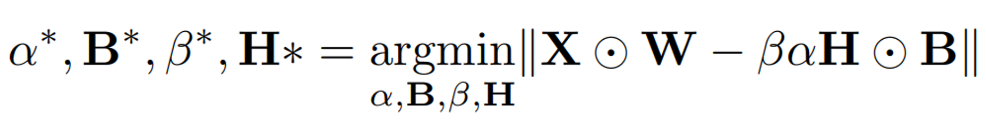 α*, B*, β*, H* = argmin‖X ⊙ W − βαH ⊙ B‖
α,B,β,H